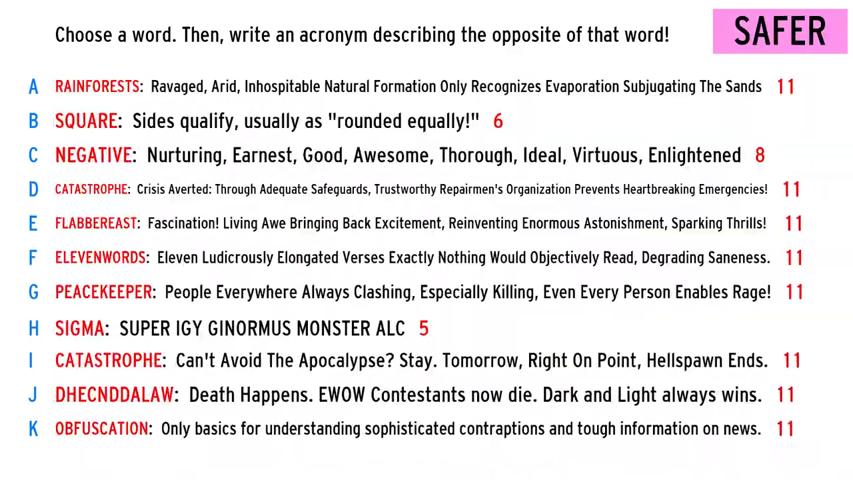 Choose a word. Then, write an acronym describing the opposite of that word!
SAFER
A RAINFORESTS: Ravaged, Arid, Inhospitable Natural Formation Only Recognizes Evaporation Subjugating The Sands 11
B SQUARE: Sides qualify, usually as "rounded equally!" 6
C NEGATIVE: Nurturing, Earnest, Good, Awesome, Thorough, Ideal, Virtuous, Enlightened 8
D CATASTROPHE: Crisis Averted: Through Adequate Safeguards, Trustworthy Repairmen's Organization Prevents Heartbreaking Emergencies! 11
E FLABBEREAST: Fascination! Living Awe Bringing Back Excitement, Reinventing Enormous Astonishment, Sparking Thrills! 11
F ELEVENWORDS: Eleven Ludicrously Elongated Verses Exactly Nothing Would Objectively Read, Degrading Saneness. 11
G PEACEKEEPER: People Everywhere Always Clashing, Especially Killing, Even Every Person Enables Rage! 11
H SIGMA: SUPER IGY GINORMUS MONSTER ALC 5
I CATASTROPHE: Can't Avoid The Apocalypse? Stay. Tomorrow, Right On Point, Hellspawn Ends. 11
J DHECNDDALAW: Death Happens. EWOW Contestants now die. Dark and Light always wins. 11
K OBFUSCATION: Only basics for understanding sophisticated contraptions and tough information on news. 11